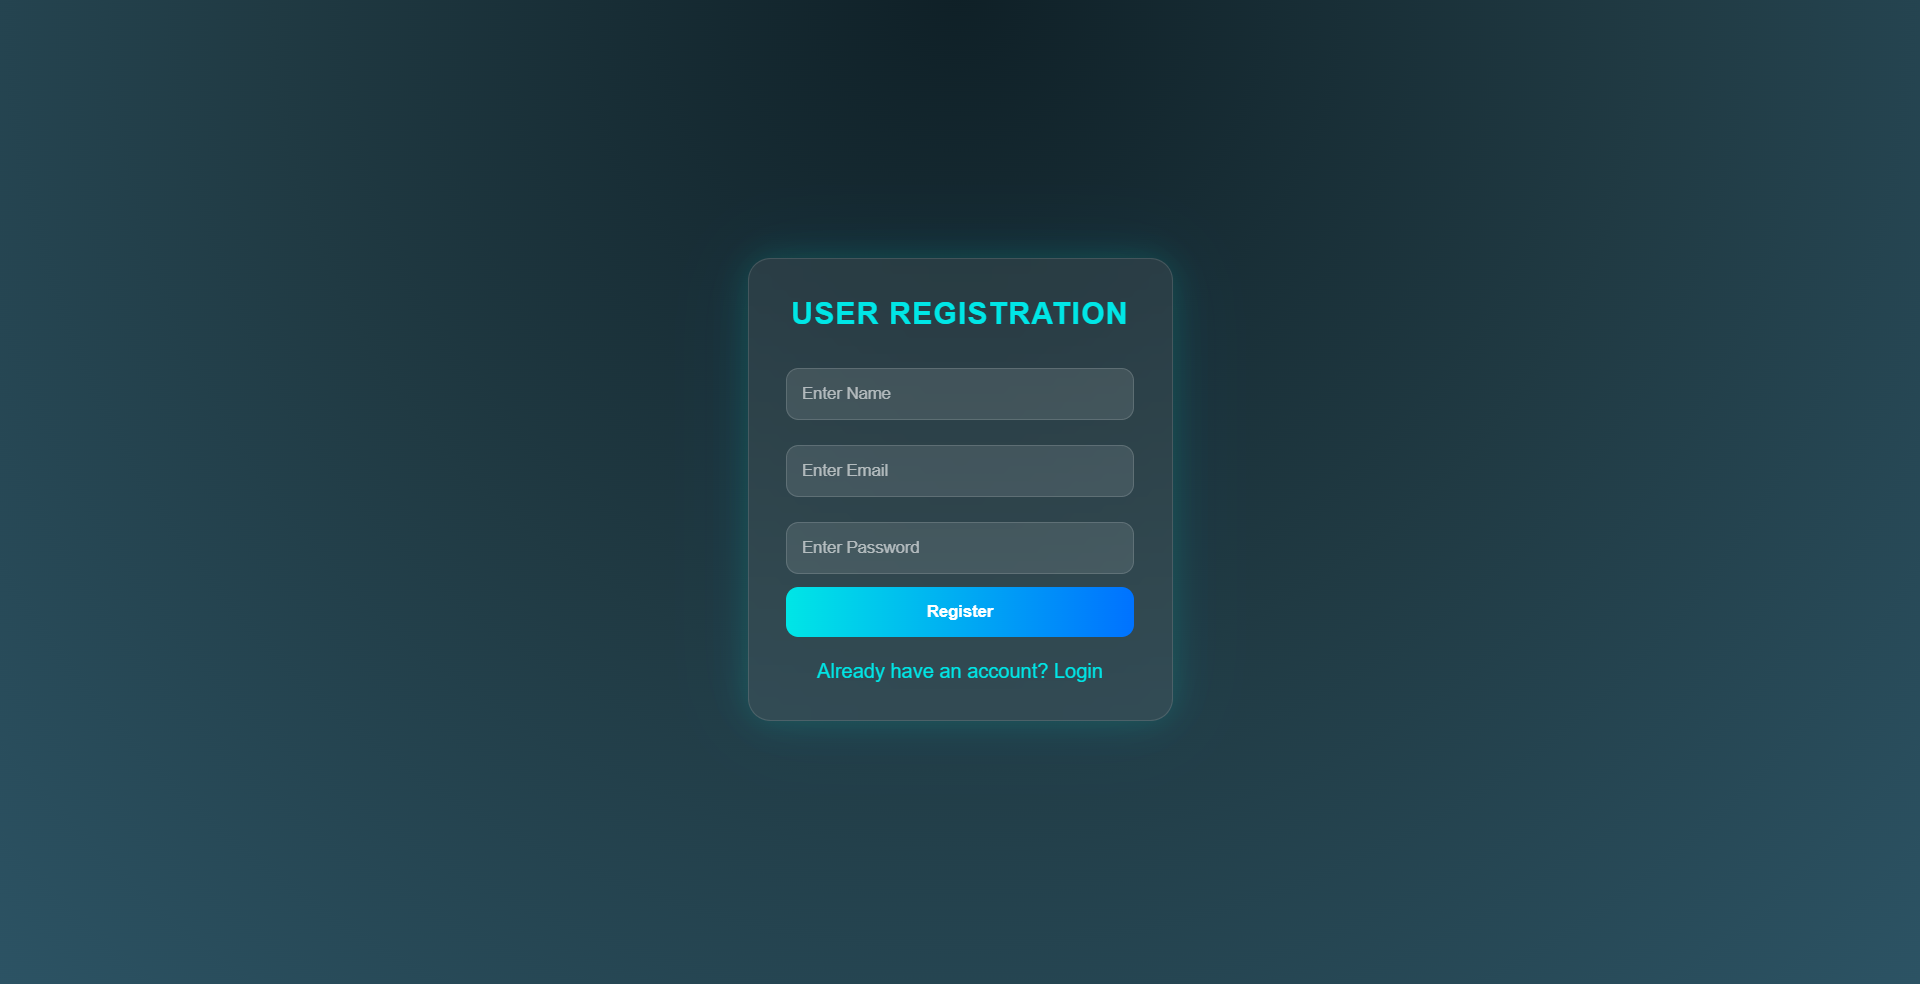 USER REGISTRATION
Enter Name
Enter Email
Enter Password
Register
Already have an account? Login